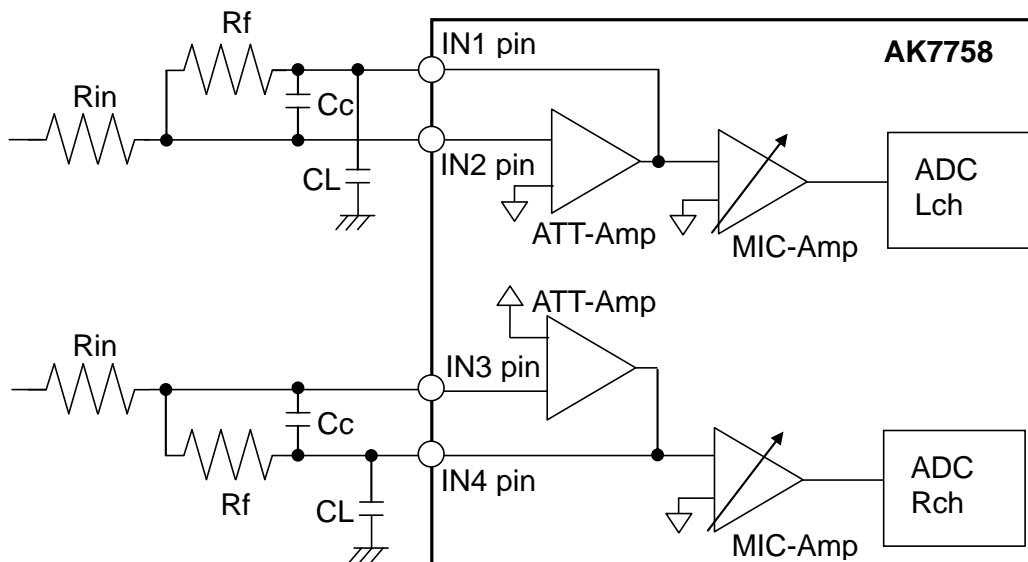 Rf
IN1 pin
AK7758
Rin
Cc
IN2 pin
CL
ATT-Amp
MIC-Amp
ADC
Lch
ATT-Amp
Rin
IN3 pin
Cc
Rf
IN4 pin
CL
MIC-Amp
ADC
Rch